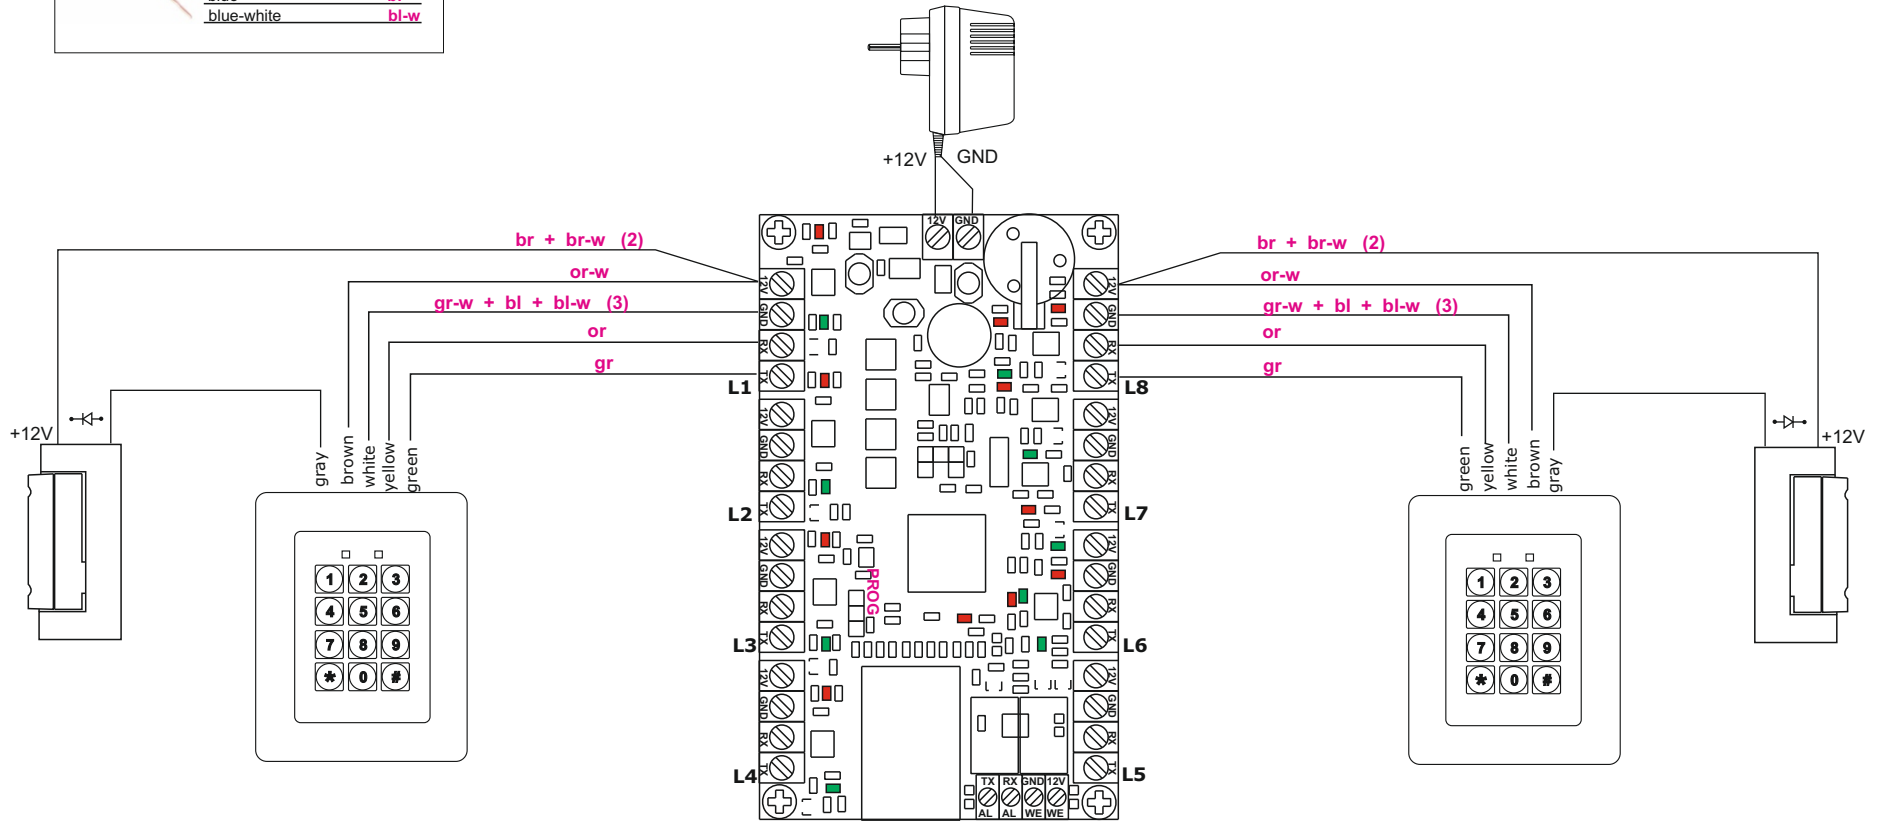 blue-white bl-w
+12V GND
12V GND
br + br-w (2)
or-w
gr-w + bl + bl-w (3)
or
gr
br + br-w (2)
or-w
gr-w + bl + bl-w (3)
or
gr
12V
GND
RX
TX
L1
12V
GND
RX
TX
L2
12V
GND
RX
TX
L3
12V
GND
RX
TX
L4
12V
GND
RX
TX
L8
12V
GND
RX
TX
L7
12V
GND
RX
TX
L6
12V
GND
RX
TX
L5
PROG
TX RX GND 12V
AL AL WE WE
+12V
gray
brown
white
yellow
green
1 2 3
4 5 6
7 8 9
* 0 #
+12V
green
yellow
white
brown
gray
1 2 3
4 5 6
7 8 9
* 0 #